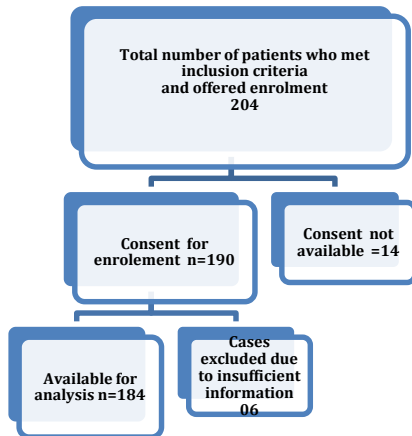 Total number of patients who met
inclusion criteria
and offered enrolment
204
Consent for
enrolement n=190
Consent not
available =14
Available for
analysis n=184
Cases
excluded due
to insufficient
information
06